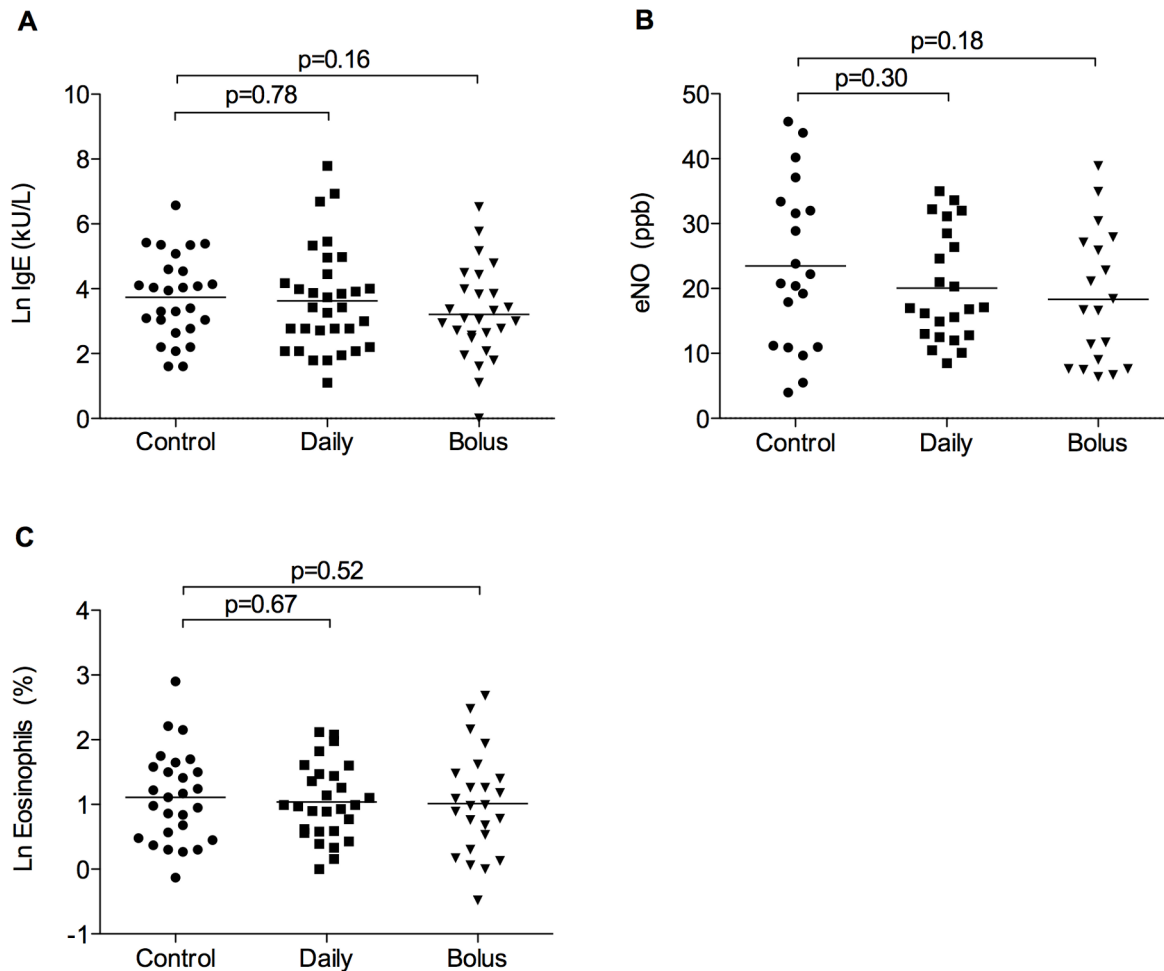 A
p=0.16
p=0.78
Ln IgE (kU/L)
10
8
6
4
2
0
Control Daily Bolus
B
p=0.18
p=0.30
eNO (ppb)
50
40
30
20
10
0
Control Daily Bolus
C
p=0.52
p=0.67
Ln Eosinophils (%)
4
3
2
1
0
-1
Control Daily Bolus